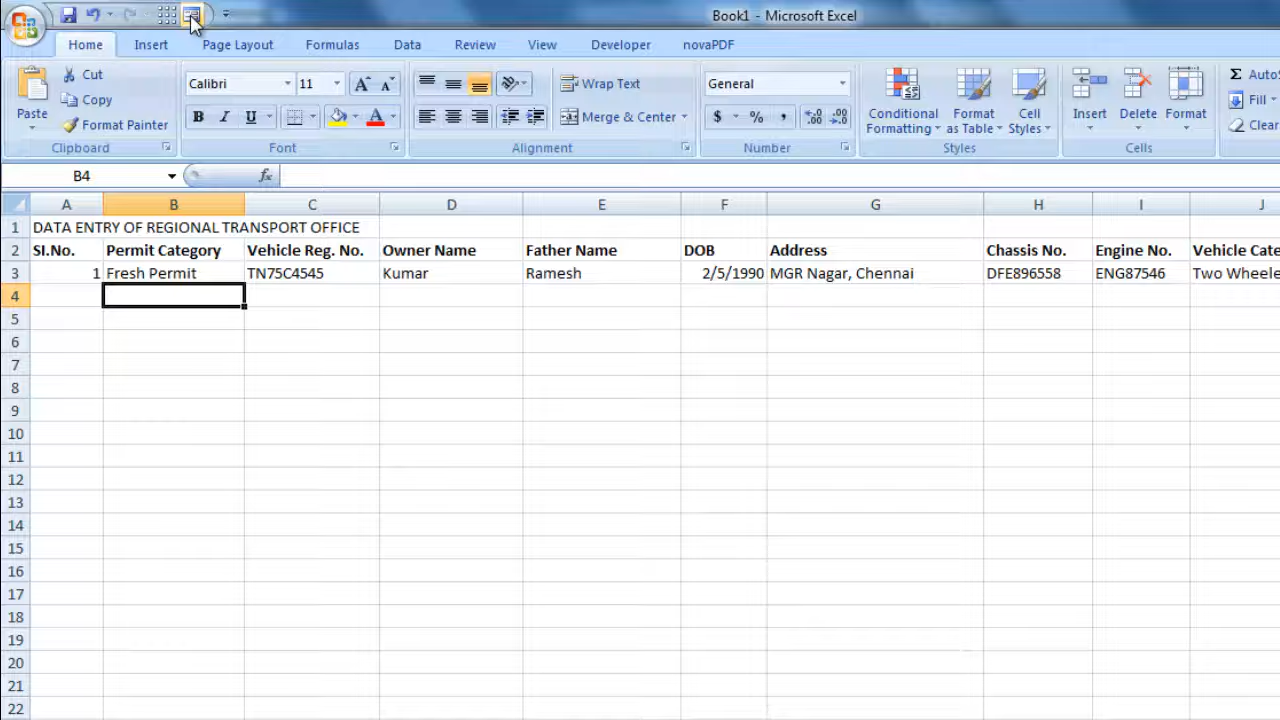 Book1 - Microsoft Excel
Home Insert Page Layout Formulas Data Review View Developer novaPDF
Cut Calibri 11 Wrap Text General
Paste Copy Conditional Format Cell Insert Delete Format Fill
Format Painter B I U A Merge & Center $ % , Formatting as Table Styles Clear
Clipboard Font Alignment Number Styles Cells
B4 fx
A B C D E F G H I J
1 DATA ENTRY OF REGIONAL TRANSPORT OFFICE
2 SI.No. Permit Category Vehicle Reg. No. Owner Name Father Name DOB Address Chassis No. Engine No. Vehicle Cate
3 1 Fresh Permit TN75C4545 Kumar Ramesh 2/5/1990 MGR Nagar, Chennai DFE896558 ENG87546 Two Wheele
4
5
6
7
8
9
10
11
12
13
14
15
16
17
18
19
20
21
22